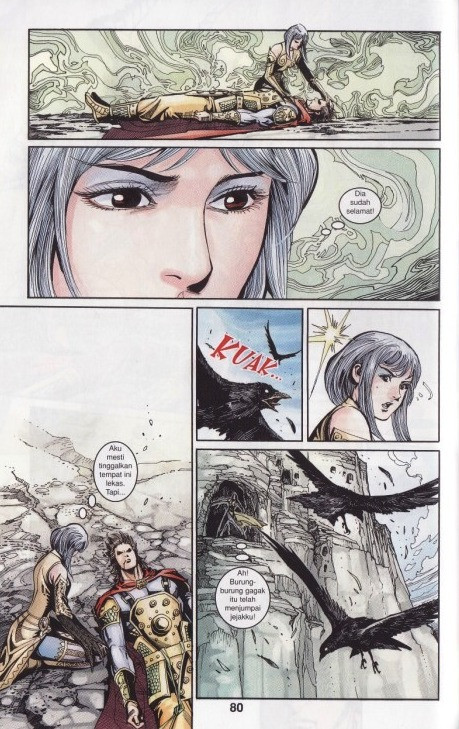 Dia
sudah
selamat!
KUAK...
Aku
mesti
tinggalkan
tempat ini
lekas.
Tapi...
Ah!
Burung-
burung gagak
itu telah
menjumpai
jejakku!
80